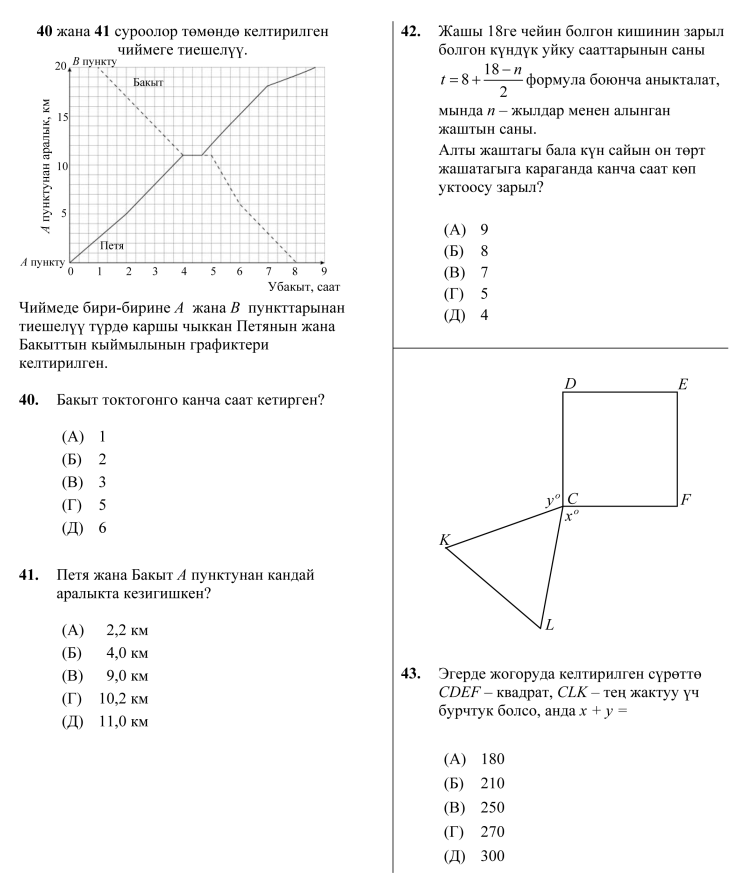 40 жана 41 суроолор төмөндө келтирилген
чиймеге тиешелүү.
А пунктунан аралык, км
20
15
10
5
В пункту
Бакыт
Петя
А пункту
0 1 2 3 4 5 6 7 8 9
Убакыт, саат
Чиймеде бири-бирине А жана В пункттарынан
тиешелүү түрдө каршы чыккан Петянын жана
Бакыттын кыймылынын графиктери
келтирилген.
40. Бакыт токтогонго канча саат кетирген?
(А) 1
(Б) 2
(В) 3
(Г) 5
(Д) 6
41. Петя жана Бакыт А пунктунан кандай
аралыкта кезигишкен?
(А) 2,2 км
(Б) 4,0 км
(В) 9,0 км
(Г) 10,2 км
(Д) 11,0 км
42. Жашы 18ге чейин болгон кишинин зарыл
болгон күндүк уйку сааттарынын саны
t = 8 + (18 − n)/2 формула боюнча аныкталат,
мында n – жылдар менен алынган
жаштын саны.
Алты жаштагы бала күн сайын он төрт
жашатагыга караганда канча саат көп
уктоосу зарыл?
(А) 9
(Б) 8
(В) 7
(Г) 5
(Д) 4
D E
y° C F
x°
K
L
43. Эгерде жогоруда келтирилген сүрөттө
CDEF – квадрат, CLK – тең жактуу үч
бурчтук болсо, анда x + y =
(А) 180
(Б) 210
(В) 250
(Г) 270
(Д) 300